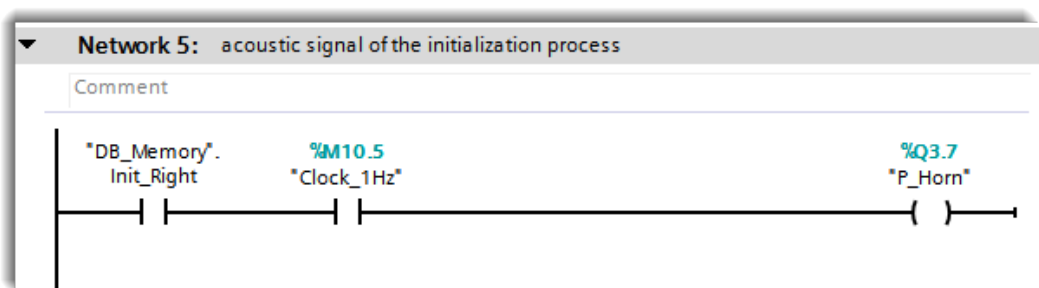 Network 5: acoustic signal of the initialization process
Comment
"DB_Memory". %M10.5 %Q3.7
Init_Right "Clock_1Hz" "P_Horn"